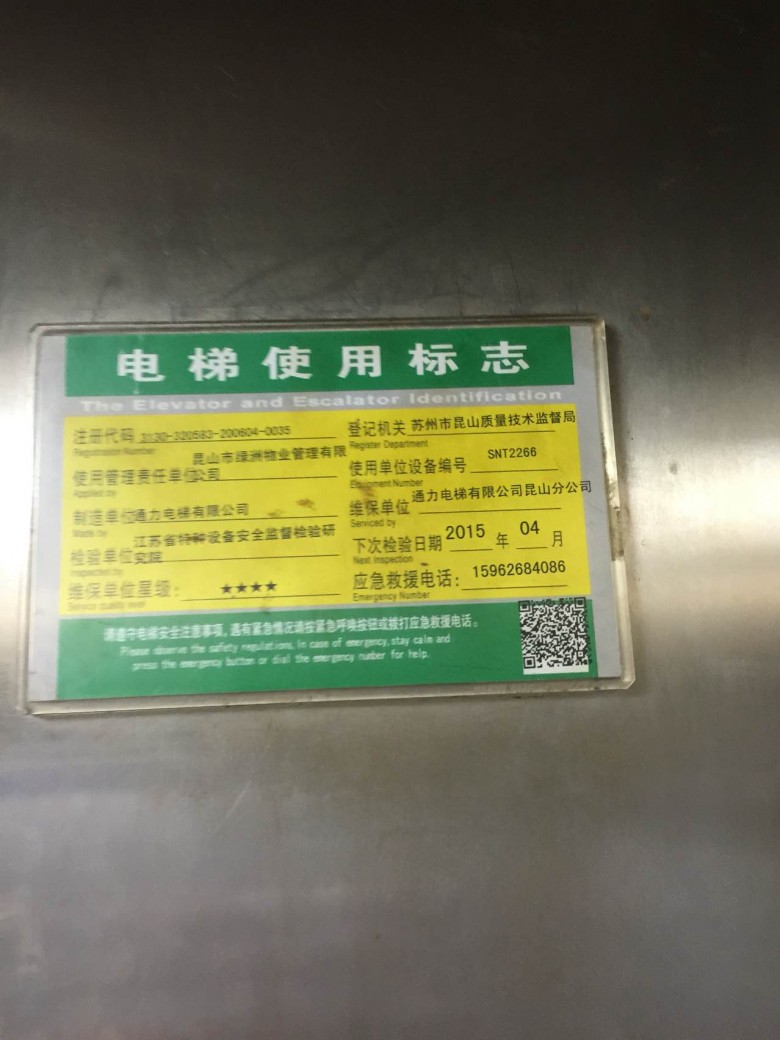 电梯使用标志
The Elevator and Escalator Identification
注册代码 3130-320583-200604-0035
Registration Number
使用管理责任单位 昆山市绿洲物业管理有限
公司
Applied by
制造单位 通力电梯有限公司
Made by
检验单位 江苏省特种设备安全监督检验研
究院
Inspected by
维保单位星级： ★★★★
Service quality level
登记机关 苏州市昆山质量技术监督局
Register Department
使用单位设备编号 SNT2266
Equipment Number
维保单位 通力电梯有限公司昆山分公司
Serviced by
下次检验日期 2015 年 04 月
Next Inspection
应急救援电话： 15962684086
Emergency Number
请遵守电梯安全注意事项，遇有紧急情况请按紧急呼唤按钮或拨打应急救援电话。
Please observe the safety regulations. In case of emergency, stay calm and
press the emergency button or dial the emergency number for help.